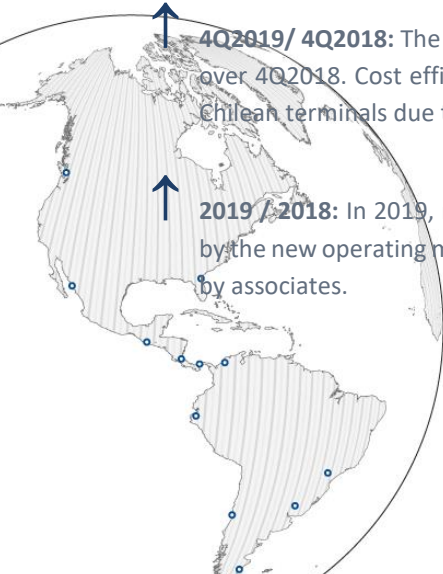 4Q2019/ 4Q2018: The
over 4Q2018. Cost effi
Chilean terminals due t
2019 / 2018: In 2019,
by the new operating m
by associates.